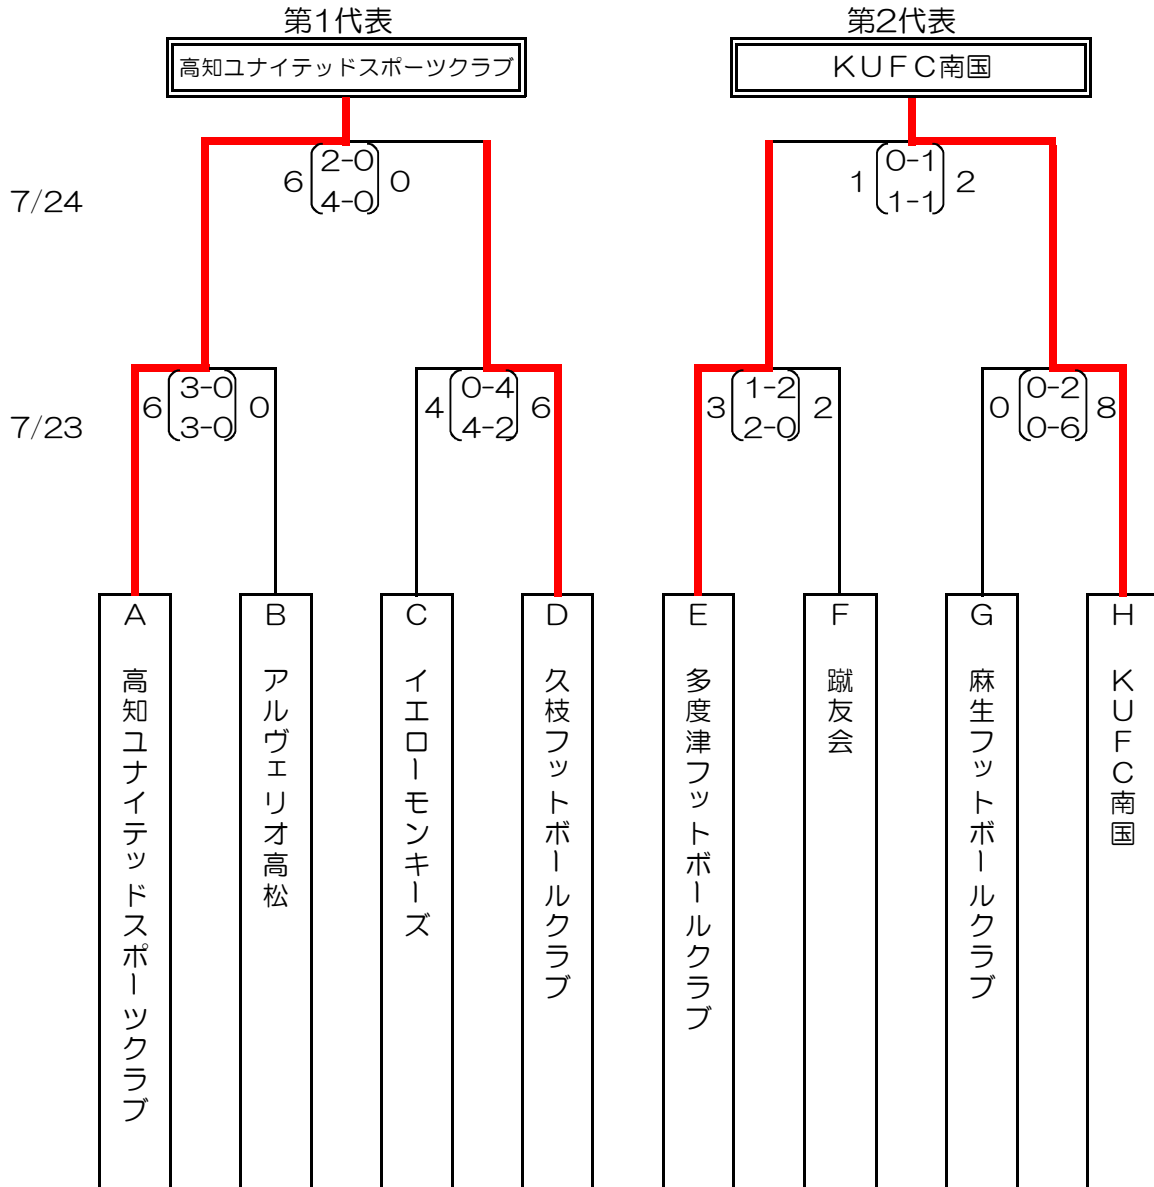 第1代表
第2代表
高知ユナイテッドスポーツクラブ
KUFC南国
7/24
6 2-0 0
4-0
1 0-1 2
1-1
7/23
6 3-0 0
3-0
4 0-4 6
4-2
3 1-2 2
2-0
0 0-2 8
0-6
A
高知ユナイテッドスポーツクラブ
B
アルヴェリオ高松
C
イエローモンキーズ
D
久枝フットボールクラブ
E
多度津フットボールクラブ
F
蹴友会
G
麻生フットボールクラブ
H
KUFC南国